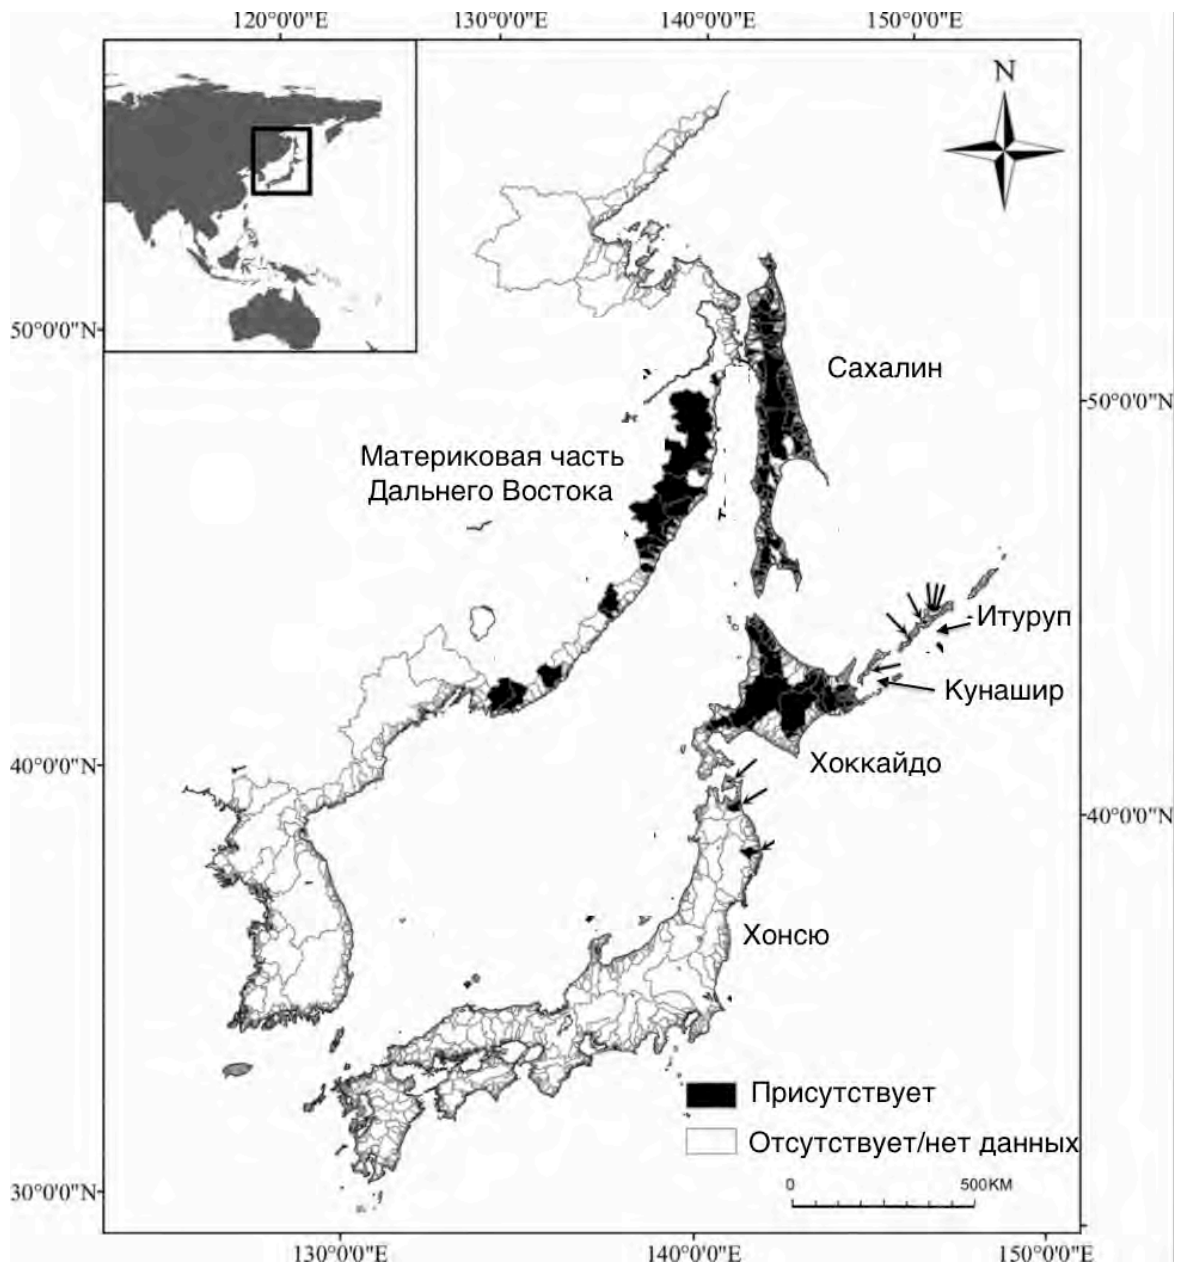 120°0'0"E
130°0'0"E
140°0'0"E
150°0'0"E
N
50°0'0"N
Сахалин
50°0'0"N
Материковая часть
Дальнего Востока
Итуруп
Кунашир
Хоккайдо
40°0'0"N
40°0'0"N
Хонсю
Присутствует
Отсутствует/нет данных
0
500KM
30°0'0"N
130°0'0"E
140°0'0"E
150°0'0"E